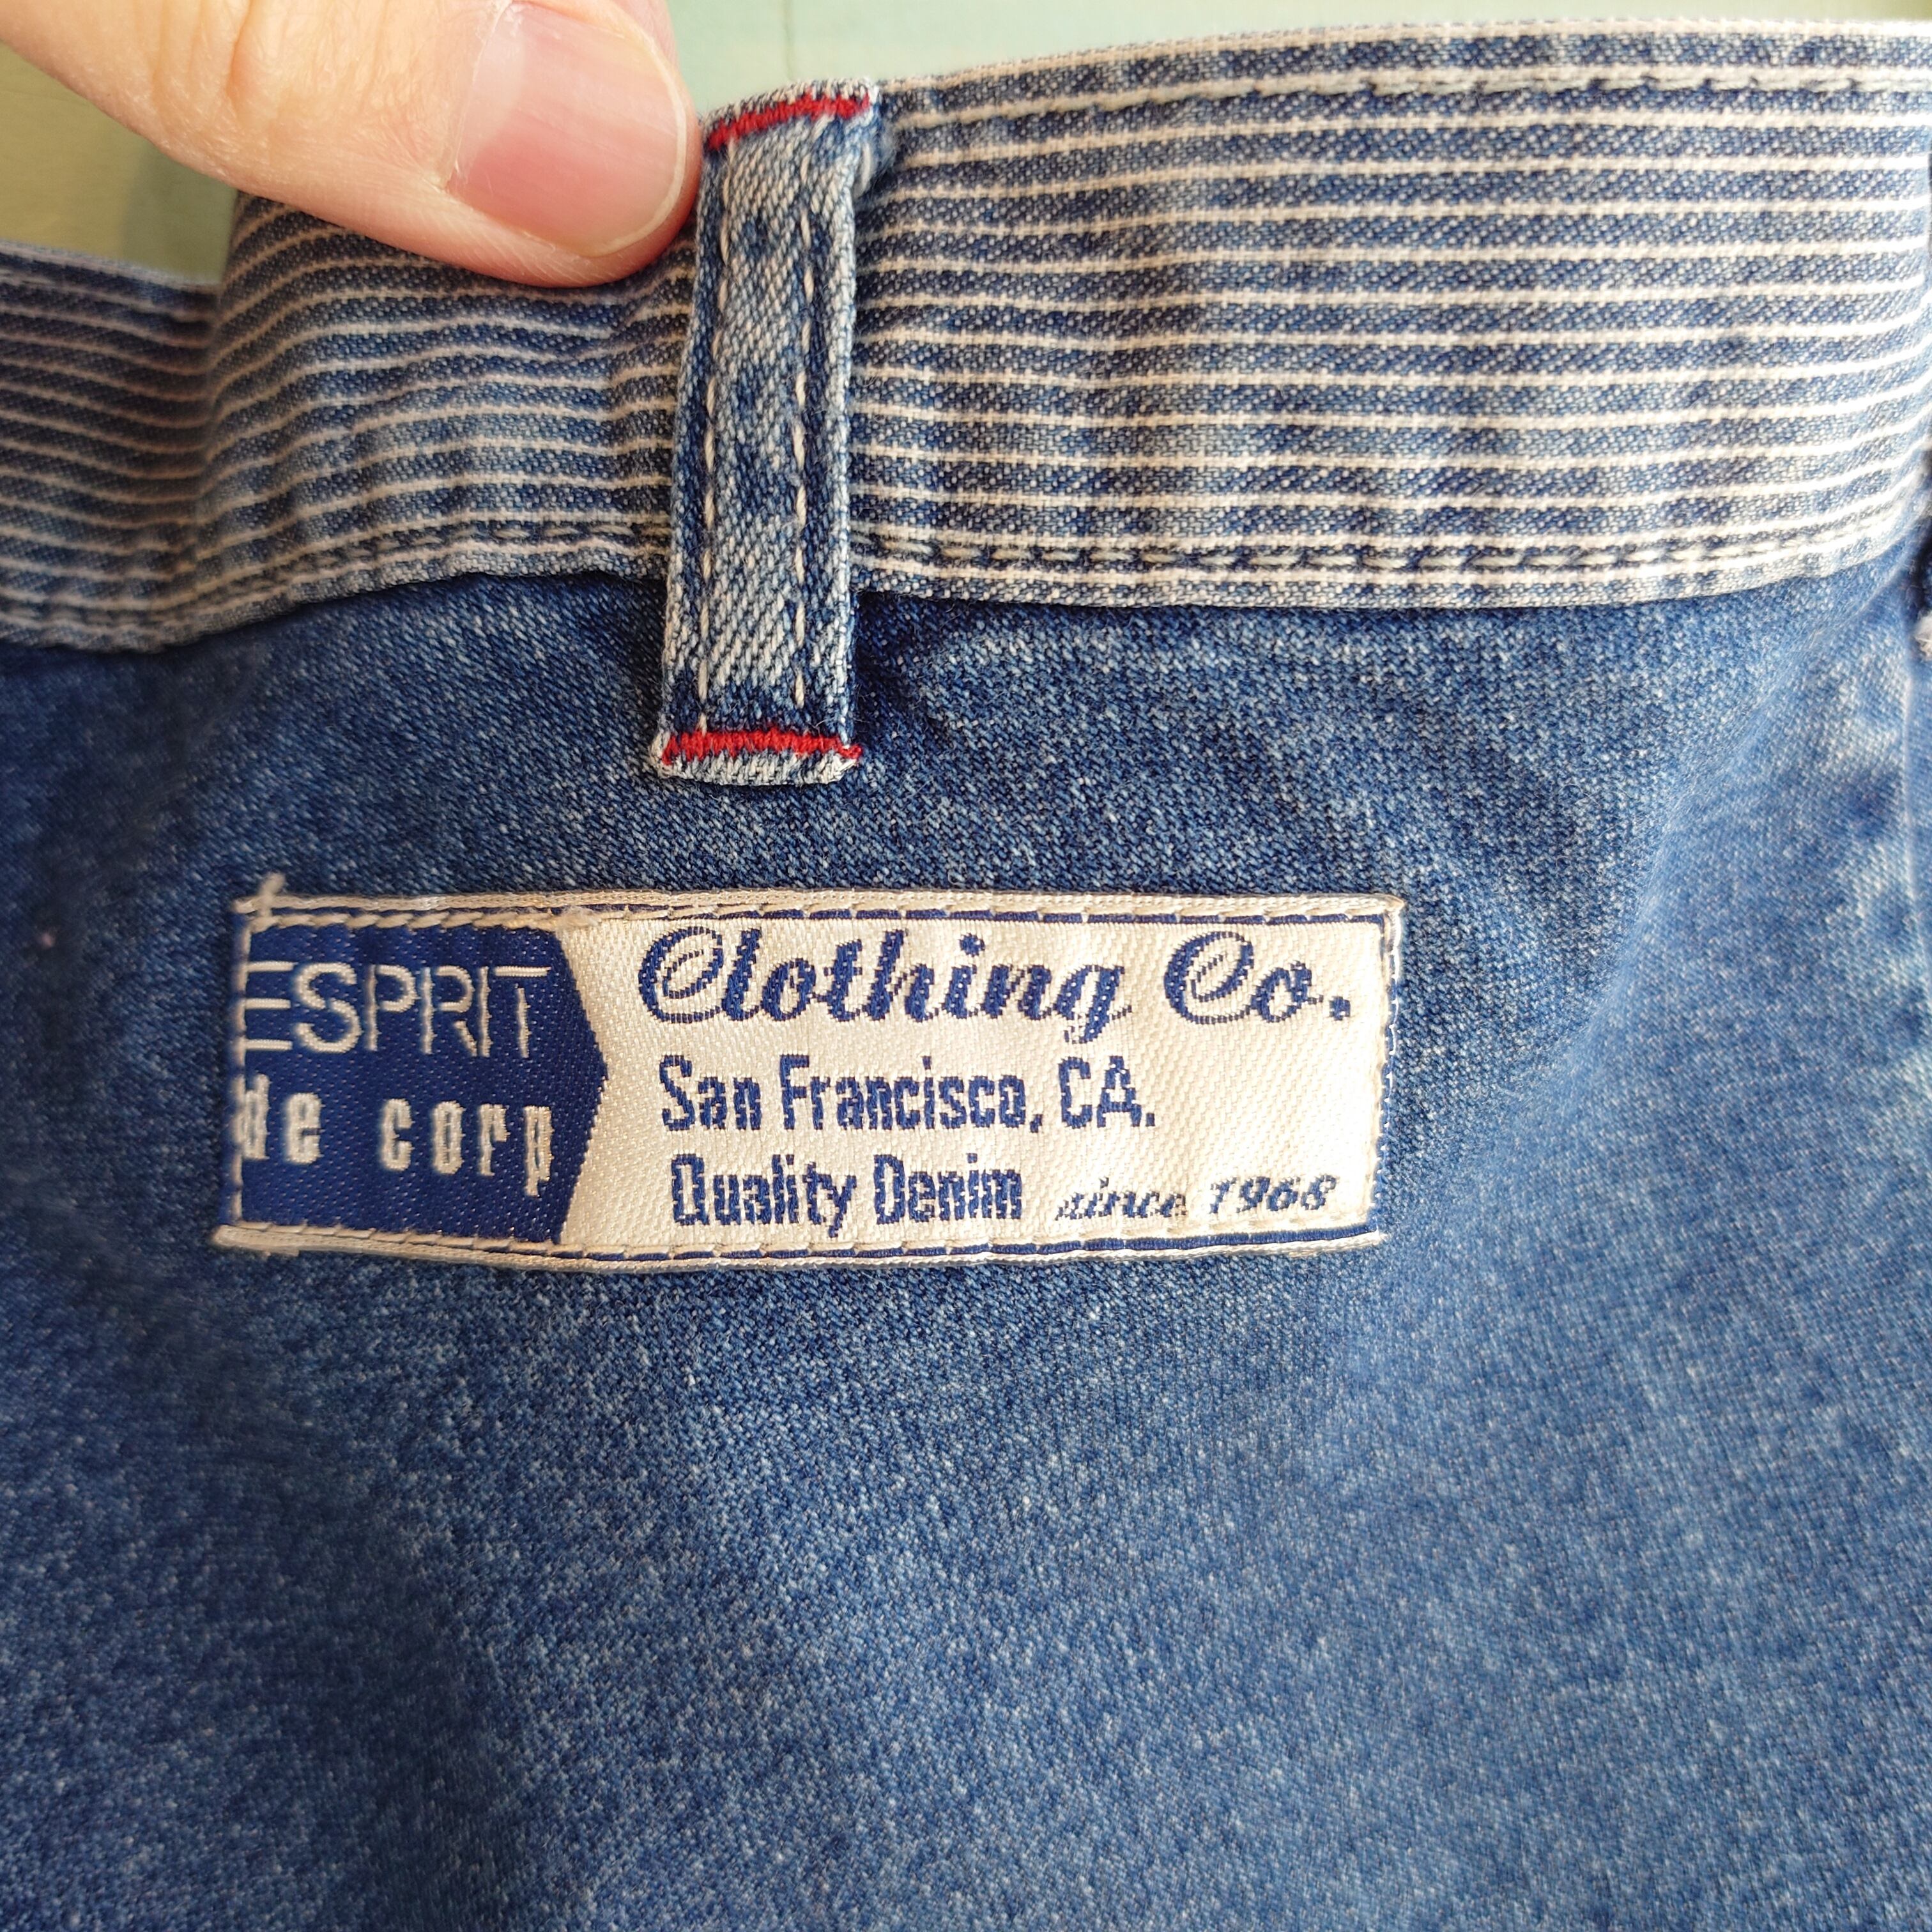 ESPRIT
de corp
Clothing Co.
San Francisco, CA.
Quality Denim since 1968